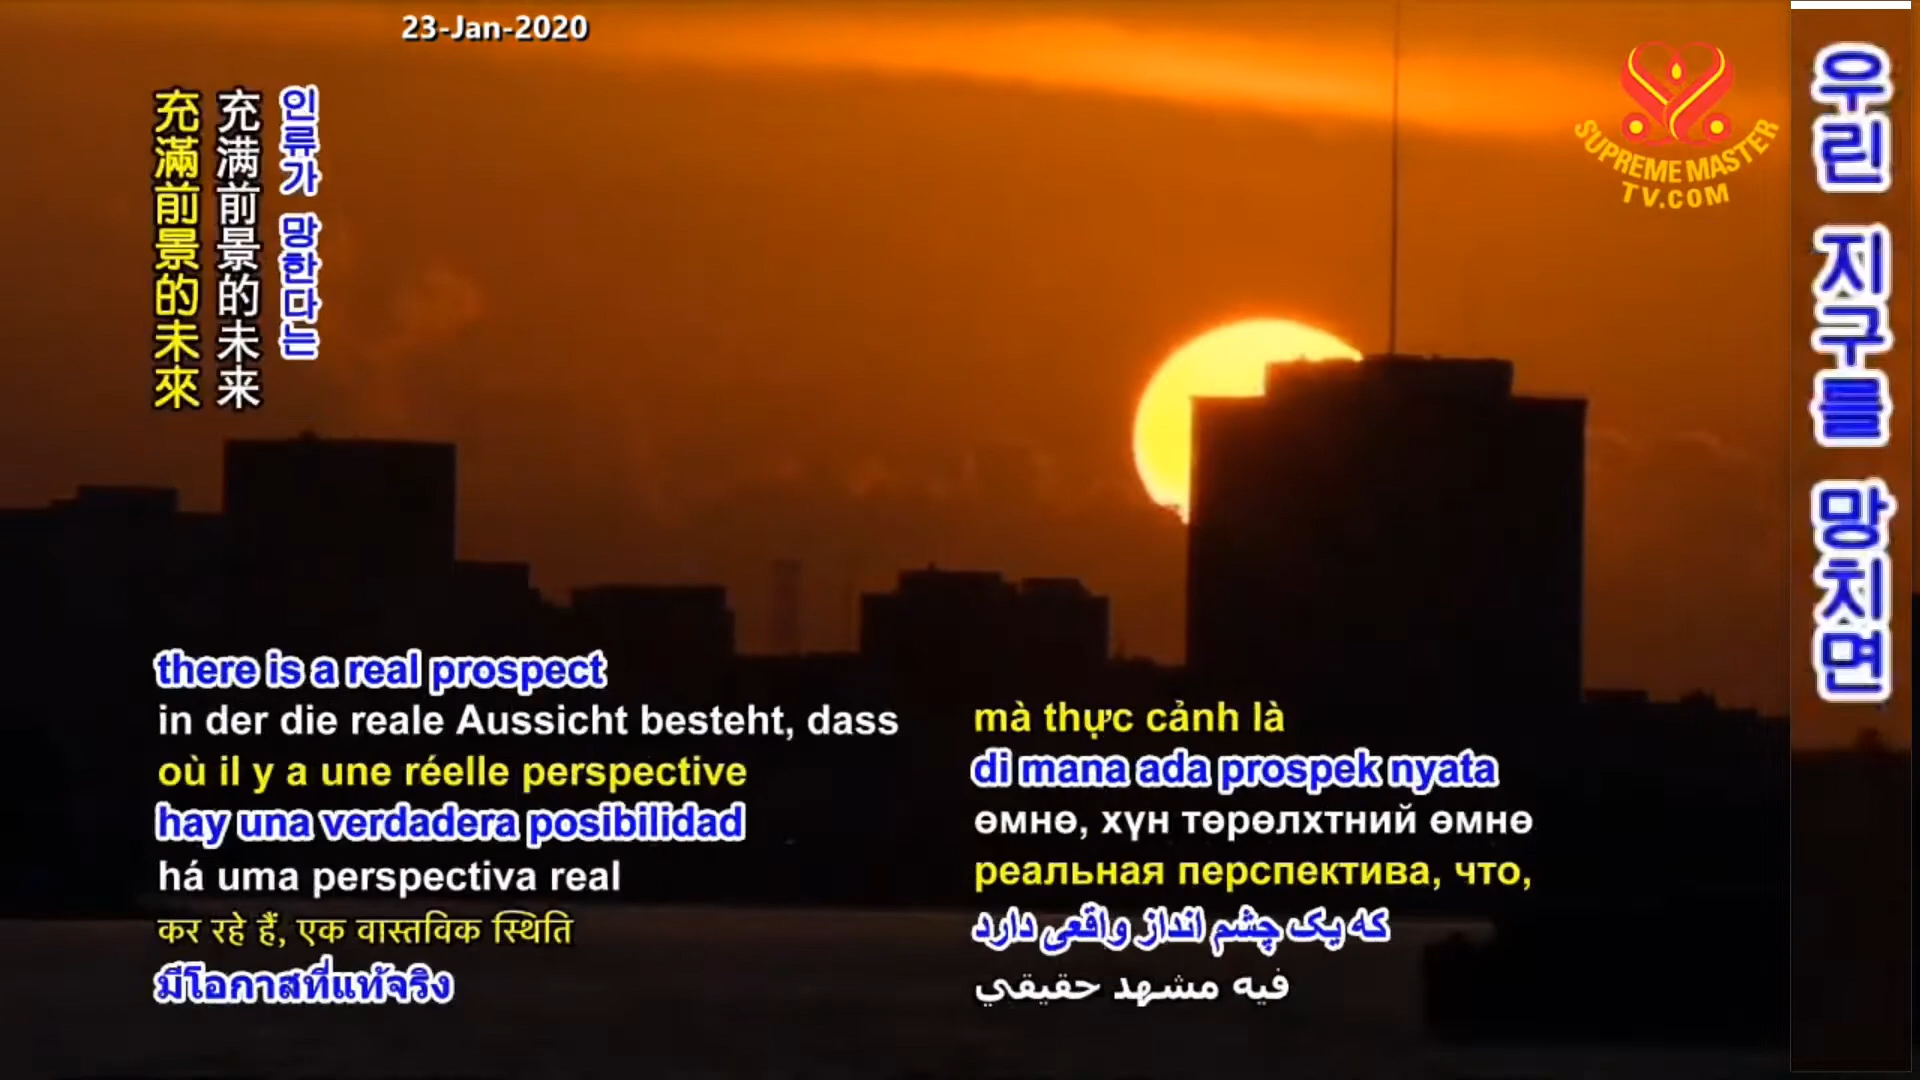 23-Jan-2020
SUPREME MASTER
TV.COM
우린 지구를 망치면
인류가 망한다는
充满前景的未来
充滿前景的未來
there is a real prospect
in der die reale Aussicht besteht, dass
où il y a une réelle perspective
hay una verdadera posibilidad
há uma perspectiva real
कर रहे हैं, एक वास्तविक स्थिति
มีโอกาสที่แท้จริง
mà thực cảnh là
di mana ada prospek nyata
өмнө, хүн төрөлхтний өмнө
реальная перспектива, что,
که یک چشم انداز واقعی دارد
فيه مشهد حقيقي